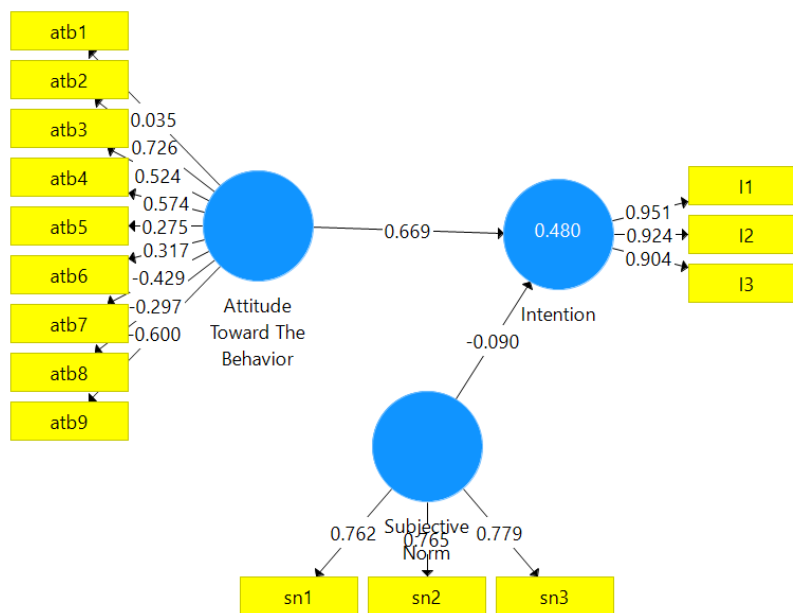 atb1
atb2
atb3
atb4
atb5
atb6
atb7
atb8
atb9
0.035
0.726
0.524
0.574
0.275
0.317
-0.429
-0.297
-0.600
Attitude
Toward The
Behavior
0.669
0.480
Intention
0.951
0.924
0.904
I1
I2
I3
-0.090
Subjective
Norm
0.762
0.765
0.779
sn1
sn2
sn3